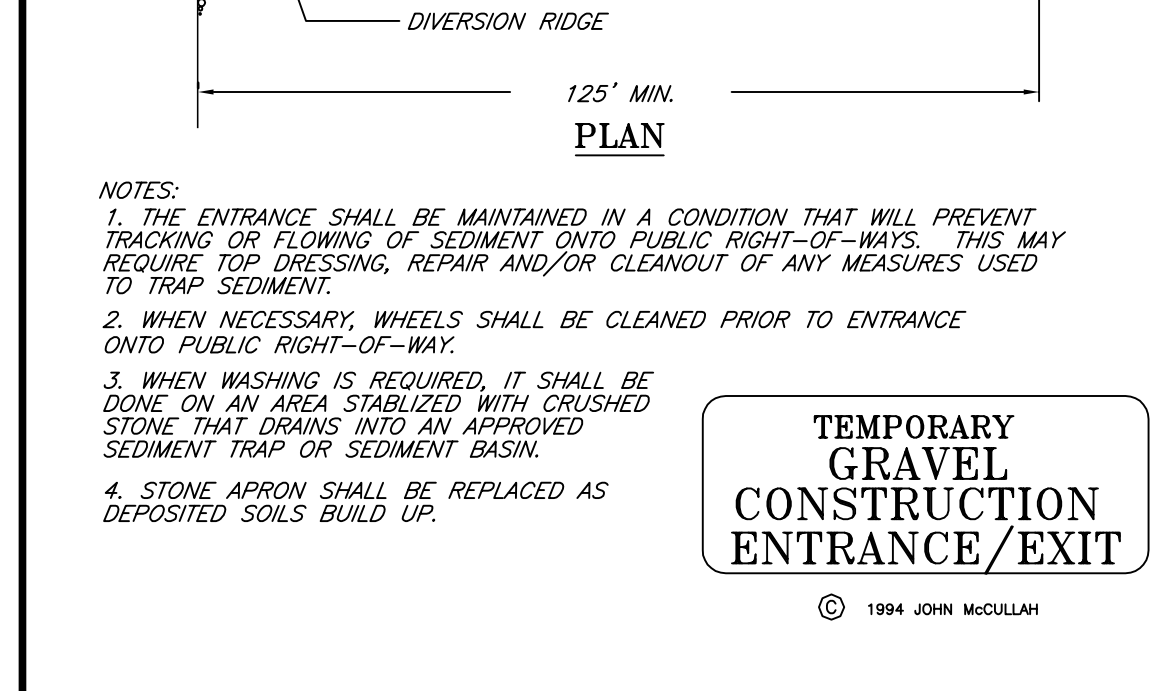 DIVERSION RIDGE
125' MIN.
PLAN
NOTES:
1. THE ENTRANCE SHALL BE MAINTAINED IN A CONDITION THAT WILL PREVENT
TRACKING OR FLOWING OF SEDIMENT ONTO PUBLIC RIGHT-OF-WAYS. THIS MAY
REQUIRE TOP DRESSING, REPAIR AND/OR CLEANOUT OF ANY MEASURES USED
TO TRAP SEDIMENT.
2. WHEN NECESSARY, WHEELS SHALL BE CLEANED PRIOR TO ENTRANCE
ONTO PUBLIC RIGHT-OF-WAY.
3. WHEN WASHING IS REQUIRED, IT SHALL BE
DONE ON AN AREA STABLIZED WITH CRUSHED
STONE THAT DRAINS INTO AN APPROVED
SEDIMENT TRAP OR SEDIMENT BASIN.
4. STONE APRON SHALL BE REPLACED AS
DEPOSITED SOILS BUILD UP.
TEMPORARY
GRAVEL
CONSTRUCTION
ENTRANCE/EXIT
© 1994 JOHN McCULLAH